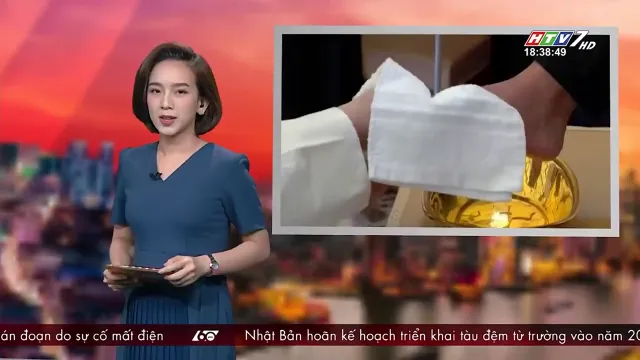 HTV7 HD
18:38:49
án đoạn do sự cố mất điện
60
Nhật Bản hoãn kế hoạch triển khai tàu đệm từ trường vào năm 20